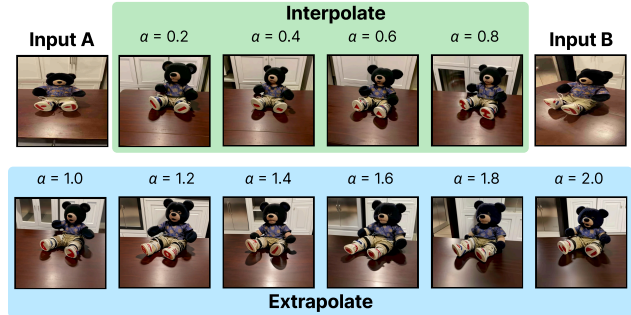 Interpolate
Input A
α = 0.2
α = 0.4
α = 0.6
α = 0.8
Input B
α = 1.0
α = 1.2
α = 1.4
α = 1.6
α = 1.8
α = 2.0
Extrapolate